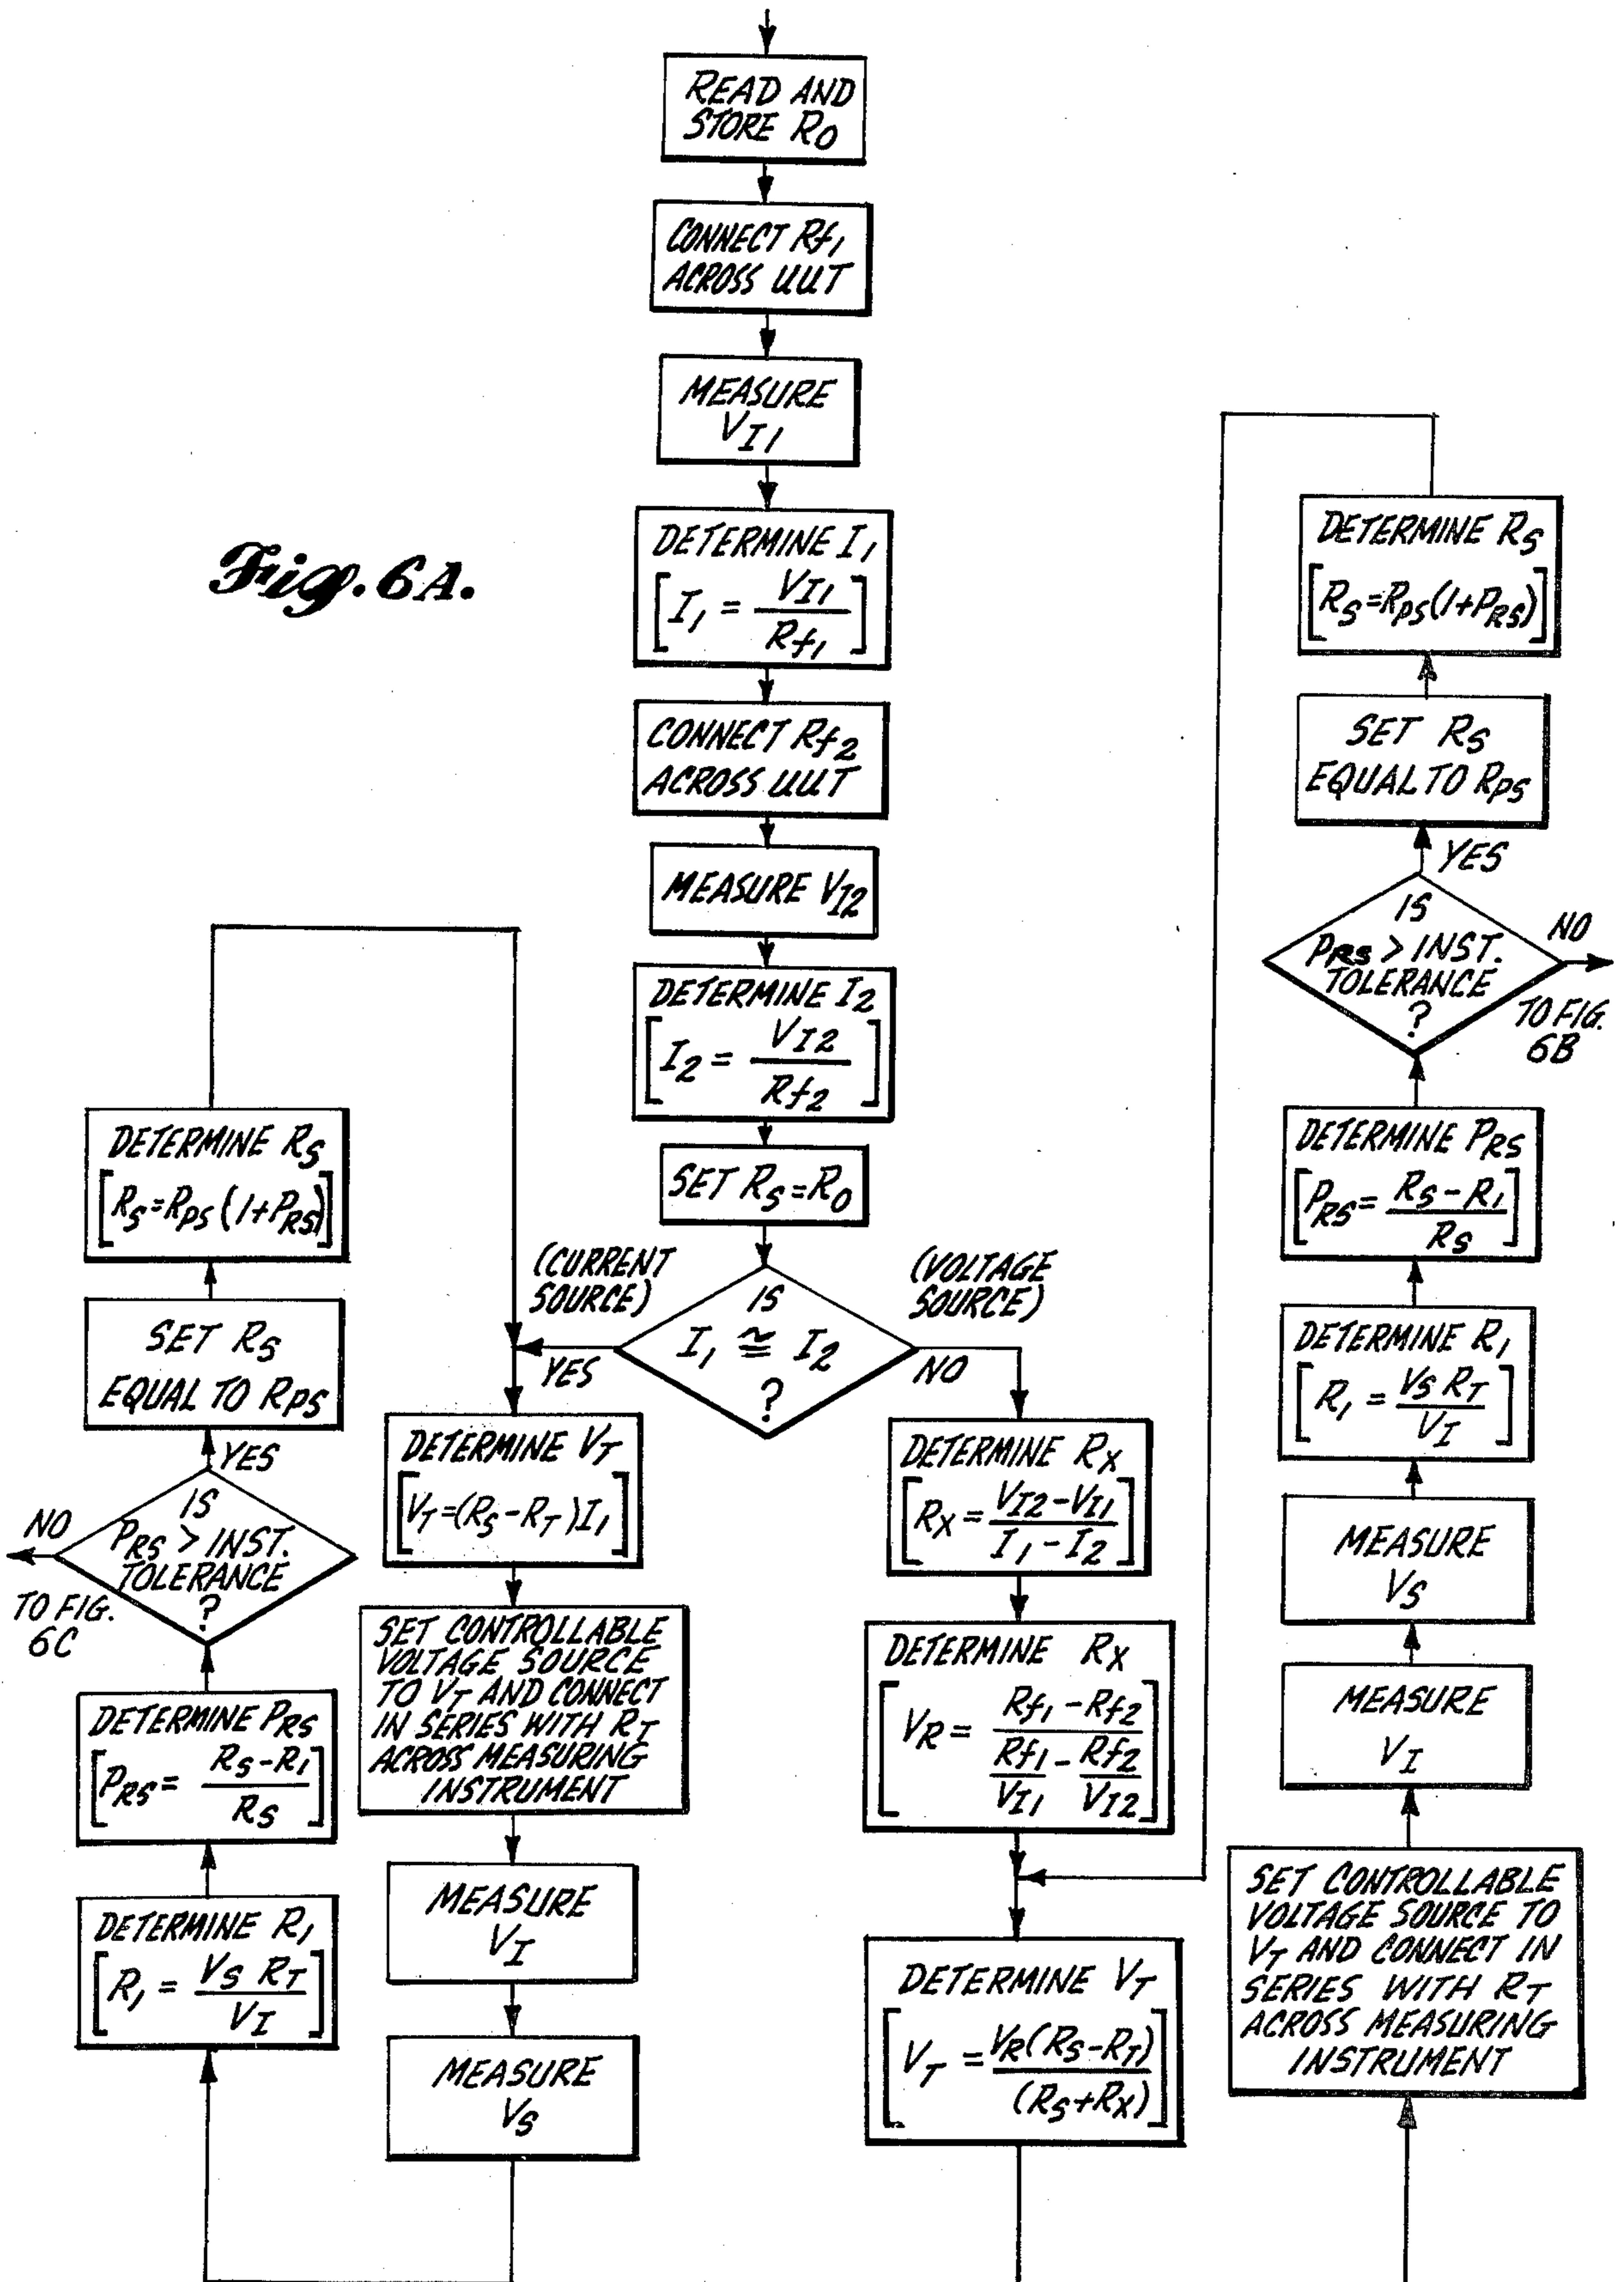 READ AND
STORE R0
CONNECT Rf1
ACROSS UUT
MEASURE
VI1
Fig. 6A.
DETERMINE I1
[I1 = VI1 / Rf1]
CONNECT Rf2
ACROSS UUT
MEASURE VI2
DETERMINE I2
[I2 = VI2 / Rf2]
SET RS = R0
IS
I1 ≅ I2
?
(CURRENT
SOURCE)
YES
(VOLTAGE
SOURCE)
NO
DETERMINE VT
[VT = (RS - RT) I1]
SET CONTROLLABLE
VOLTAGE SOURCE
TO VT AND CONNECT
IN SERIES WITH RT
ACROSS MEASURING
INSTRUMENT
MEASURE
VI
MEASURE
VS
DETERMINE R1
[R1 = VS RT / VI]
DETERMINE PRS
[PRS = RS - R1 / RS]
IS
PRS > INST.
TOLERANCE
?
NO
TO FIG.
6C
YES
SET RS
EQUAL TO RPS
DETERMINE RS
[RS = RPS (1 + PRS)]
DETERMINE RX
[RX = VI2 - VI1 / I1 - I2]
DETERMINE RX
[VR = Rf1 - Rf2 / Rf1 / VI1 - Rf2 / VI2]
DETERMINE VT
[VT = VR (RS - RT) / (RS + RX)]
SET CONTROLLABLE
VOLTAGE SOURCE TO
VT AND CONNECT IN
SERIES WITH RT
ACROSS MEASURING
INSTRUMENT
MEASURE
VI
MEASURE
VS
DETERMINE R1
[R1 = VS RT / VI]
DETERMINE PRS
[PRS = RS - R1 / RS]
IS
PRS > INST.
TOLERANCE
?
NO
TO FIG.
6B
YES
SET RS
EQUAL TO RPS
DETERMINE RS
[RS = RPS (1 + PRS)]